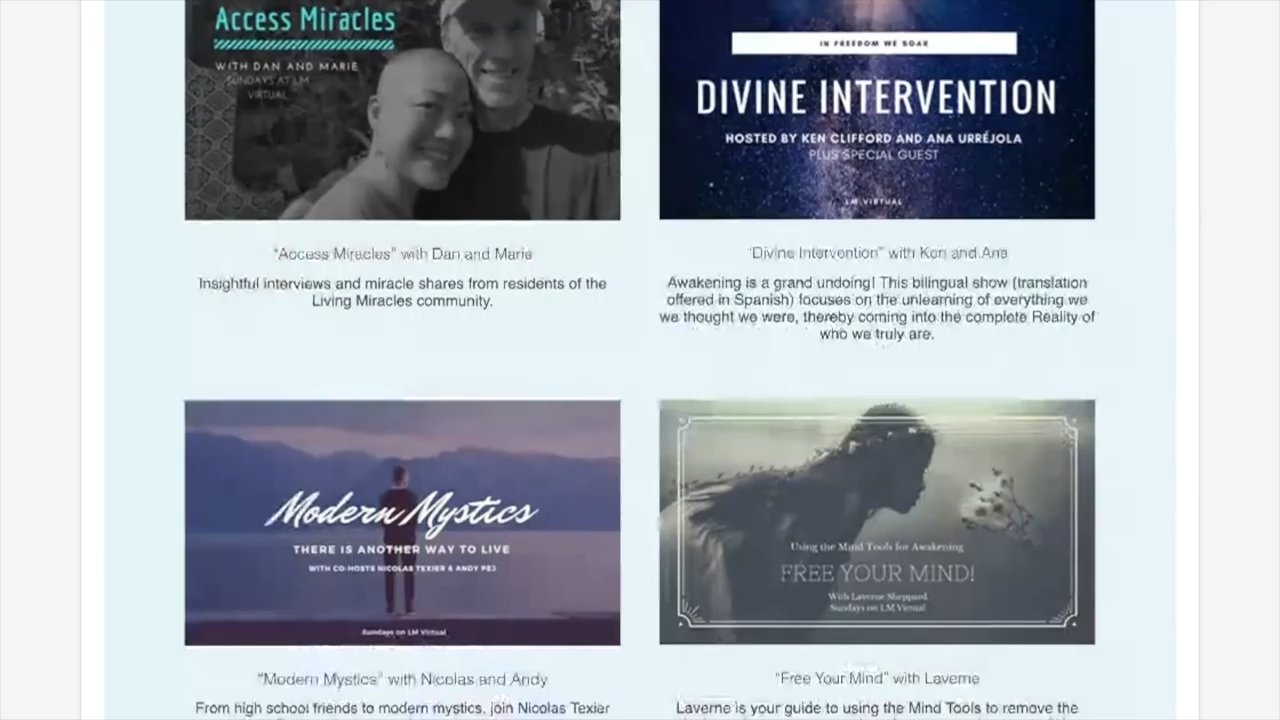 Access Miracles
WITH DAN AND MARIE
SUNDAYS AT LM
VIRTUAL
IN FREEDOM WE SOAR
DIVINE INTERVENTION
HOSTED BY KEN CLIFFORD AND ANA URRÉJOLA
PLUS SPECIAL GUEST
LM VIRTUAL
"Access Miracles" with Dan and Marie
Insightful interviews and miracle shares from residents of the
Living Miracles community.
"Divine Intervention" with Ken and Ana
Awakening is a grand undoing! This bilingual show (translation
offered in Spanish) focuses on the unlearning of everything we
we thought we were, thereby coming into the complete Reality of
who we truly are.
Modern Mystics
THERE IS ANOTHER WAY TO LIVE
WITH CO-HOSTS NICOLAS TEXIER & ANDY PEJ
Sundays on LM Virtual
Using the Mind Tools for Awakening
FREE YOUR MIND!
With Laverne Sheppard
Sundays on LM Virtual
"Modern Mystics" with Nicolas and Andy
From high school friends to modern mystics, join Nicolas Texier
"Free Your Mind" with Laverne
Laverne is your guide to using the Mind Tools to remove the